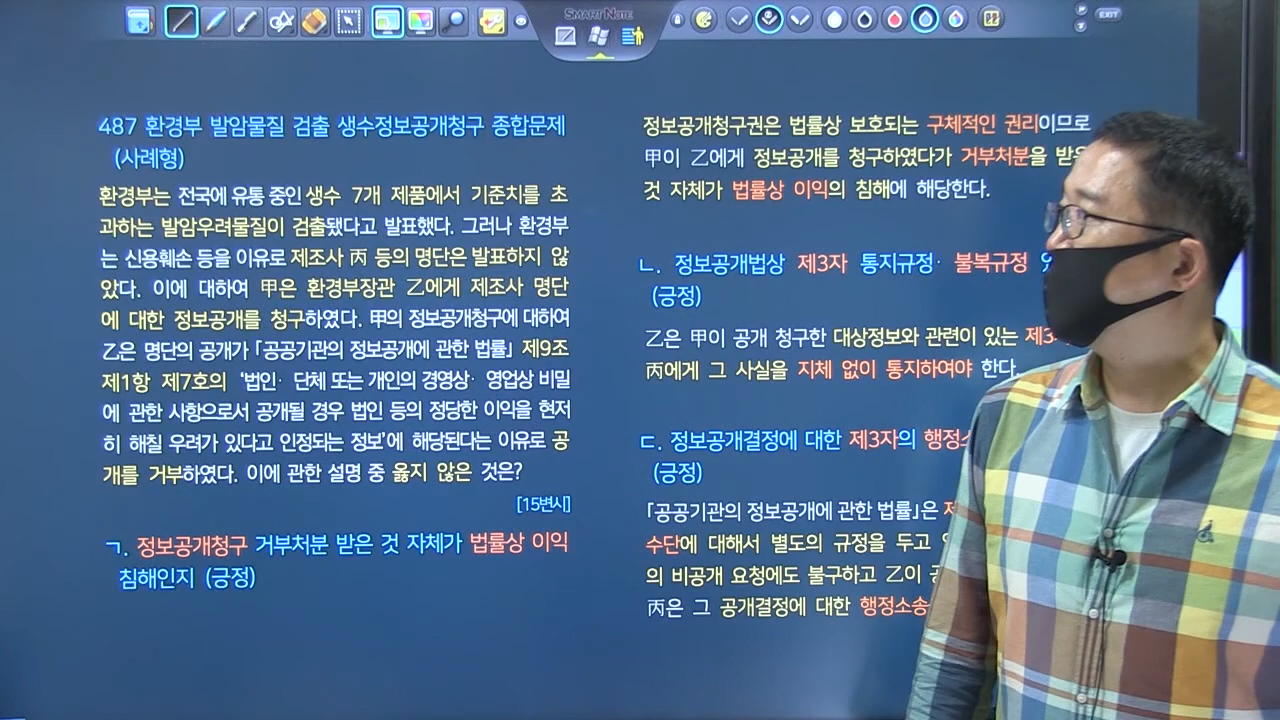 SMART NOTE
EXIT
487 환경부 발암물질 검출 생수정보공개청구 종합문제
(사례형)
환경부는 전국에 유통 중인 생수 7개 제품에서 기준치를 초
과하는 발암우려물질이 검출됐다고 발표했다. 그러나 환경부
는 신용훼손 등을 이유로 제조사 丙 등의 명단은 발표하지 않
았다. 이에 대하여 甲은 환경부장관 乙에게 제조사 명단
에 대한 정보공개를 청구하였다. 甲의 정보공개청구에 대하여
乙은 명단의 공개가 「공공기관의 정보공개에 관한 법률」 제9조
제1항 제7호의 '법인· 단체 또는 개인의 경영상· 영업상 비밀
에 관한 사항으로서 공개될 경우 법인 등의 정당한 이익을 현저
히 해칠 우려가 있다고 인정되는 정보'에 해당된다는 이유로 공
개를 거부하였다. 이에 관한 설명 중 옳지 않은 것은?
[15변시]
ㄱ. 정보공개청구 거부처분 받은 것 자체가 법률상 이익
침해인지 (긍정)
정보공개청구권은 법률상 보호되는 구체적인 권리이므로
甲이 乙에게 정보공개를 청구하였다가 거부처분을 받은
것 자체가 법률상 이익의 침해에 해당한다.
ㄴ. 정보공개법상 제3자 통지규정· 불복규정
(긍정)
乙은 甲이 공개 청구한 대상정보와 관련이 있는 제3
丙에게 그 사실을 지체 없이 통지하여야 한다.
ㄷ. 정보공개결정에 대한 제3자의 행정소
(긍정)
「공공기관의 정보공개에 관한 법률」은
수단에 대해서 별도의 규정을 두고
의 비공개 요청에도 불구하고 乙이
丙은 그 공개결정에 대한 행정소송